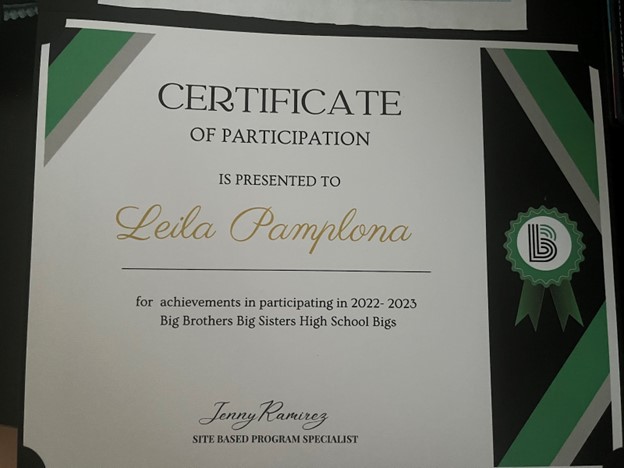 CERTIFICATE
OF PARTICIPATION
IS PRESENTED TO
Leila Pamplona
for achievements in participating in 2022- 2023
Big Brothers Big Sisters High School Bigs
Jenny Ramirez
SITE BASED PROGRAM SPECIALIST
B